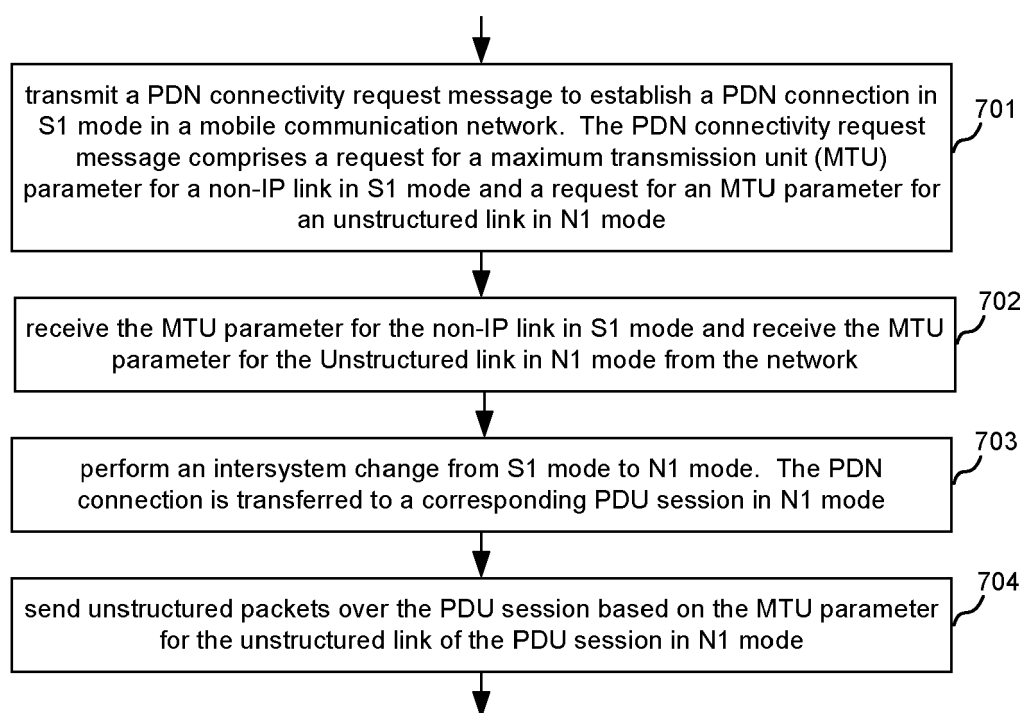 transmit a PDN connectivity request message to establish a PDN connection in
S1 mode in a mobile communication network. The PDN connectivity request
message comprises a request for a maximum transmission unit (MTU)
parameter for a non-IP link in S1 mode and a request for an MTU parameter for
an unstructured link in N1 mode
701
receive the MTU parameter for the non-IP link in S1 mode and receive the MTU
parameter for the Unstructured link in N1 mode from the network
702
perform an intersystem change from S1 mode to N1 mode. The PDN
connection is transferred to a corresponding PDU session in N1 mode
703
send unstructured packets over the PDU session based on the MTU parameter
for the unstructured link of the PDU session in N1 mode
704